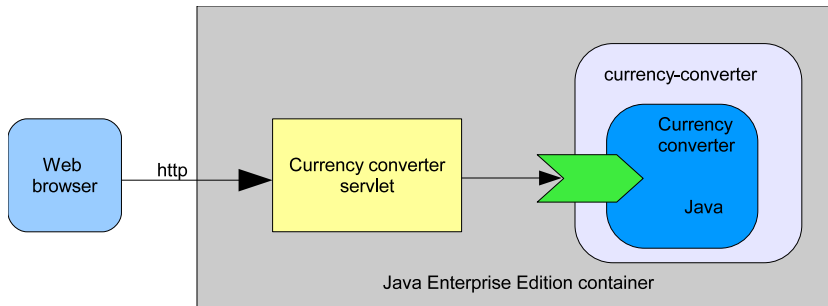 Web
browser
http
Currency converter
servlet
currency-converter
Currency
converter
Java
Java Enterprise Edition container